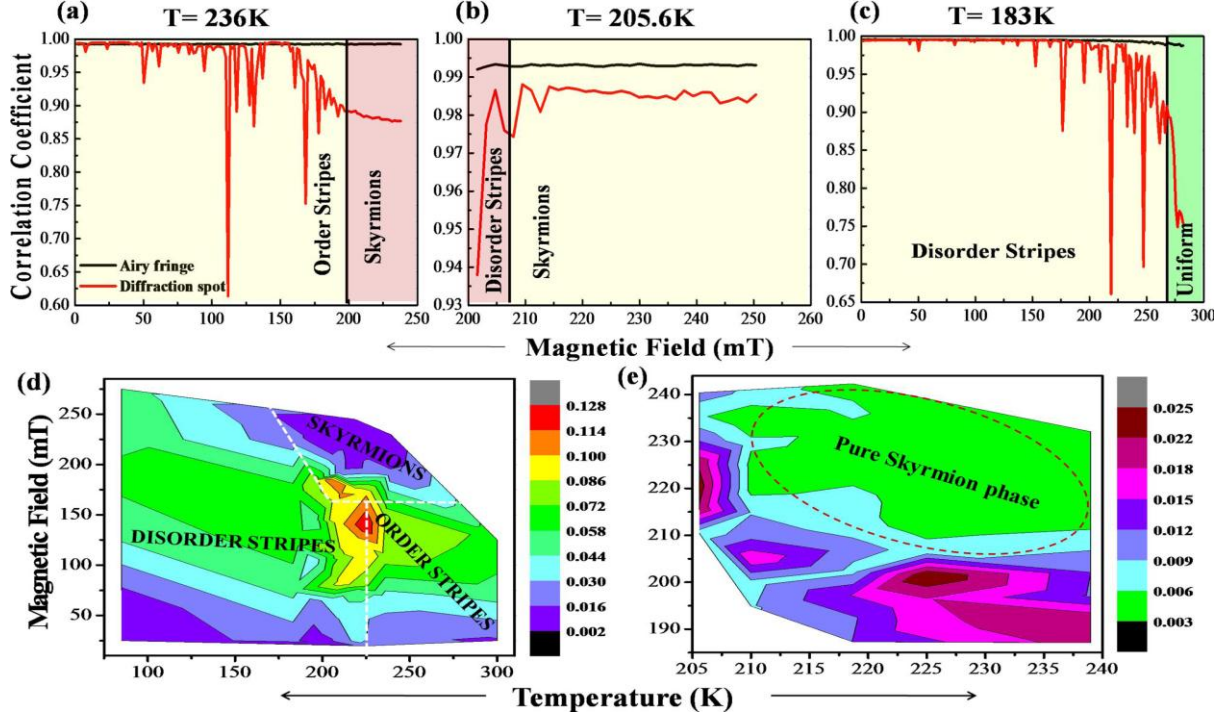 (a) T= 236K
(b) T= 205.6K
(c) T= 183K
Correlation Coefficient
1.00
0.95
0.90
0.85
0.80
0.75
0.70
0.65
0.60
0 50 100 150 200 250
Order Stripes
Skyrmions
Airy fringe
Diffraction spot
1.00
0.99
0.98
0.97
0.96
0.95
0.94
0.93
200 210 220 230 240 250 260
Disorder Stripes
Skyrmions
1.00
0.95
0.90
0.85
0.80
0.75
0.70
0.65
0 50 100 150 200 250 300
Disorder Stripes
Uniform
Magnetic Field (mT)
(d)
Magnetic Field (mT)
250
200
150
100
50
100 150 200 250 300
SKYRMIONS
DISORDER STRIPES
ORDER STRIPES
0.128
0.114
0.100
0.086
0.072
0.058
0.044
0.030
0.016
0.002
(e)
240
230
220
210
200
190
205 210 215 220 225 230 235 240
Pure Skyrmion phase
0.025
0.022
0.018
0.015
0.012
0.009
0.006
0.003
Temperature (K)